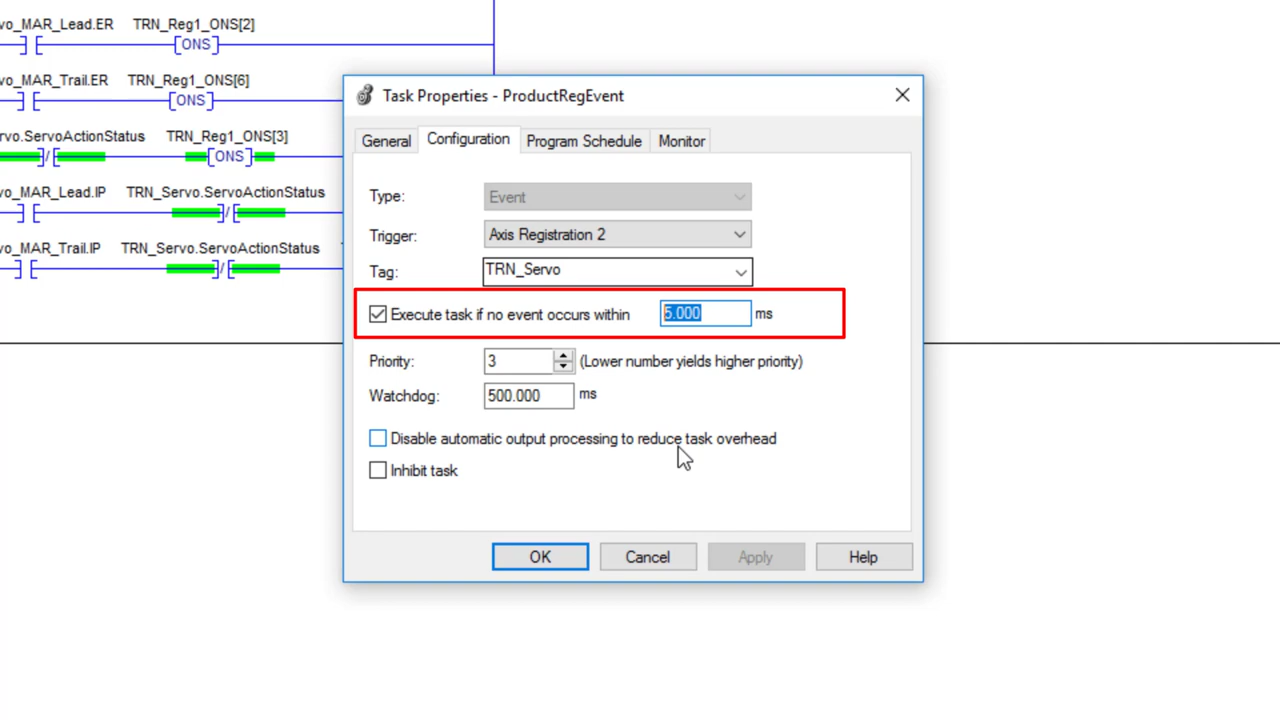 vo_MAR_Lead.ER TRN_Reg1_ONS[2]
ONS
vo_MAR_Trail.ER TRN_Reg1_ONS[6]
ONS
rvo.ServoActionStatus TRN_Reg1_ONS[3]
ONS
vo_MAR_Lead.IP TRN_Servo.ServoActionStatus
vo_MAR_Trail.IP TRN_Servo.ServoActionStatus
Task Properties - ProductRegEvent
General Configuration Program Schedule Monitor
Type: Event
Trigger: Axis Registration 2
Tag: TRN_Servo
Execute task if no event occurs within 5.000 ms
Priority: 3 (Lower number yields higher priority)
Watchdog: 500.000 ms
Disable automatic output processing to reduce task overhead
Inhibit task
OK Cancel Apply Help